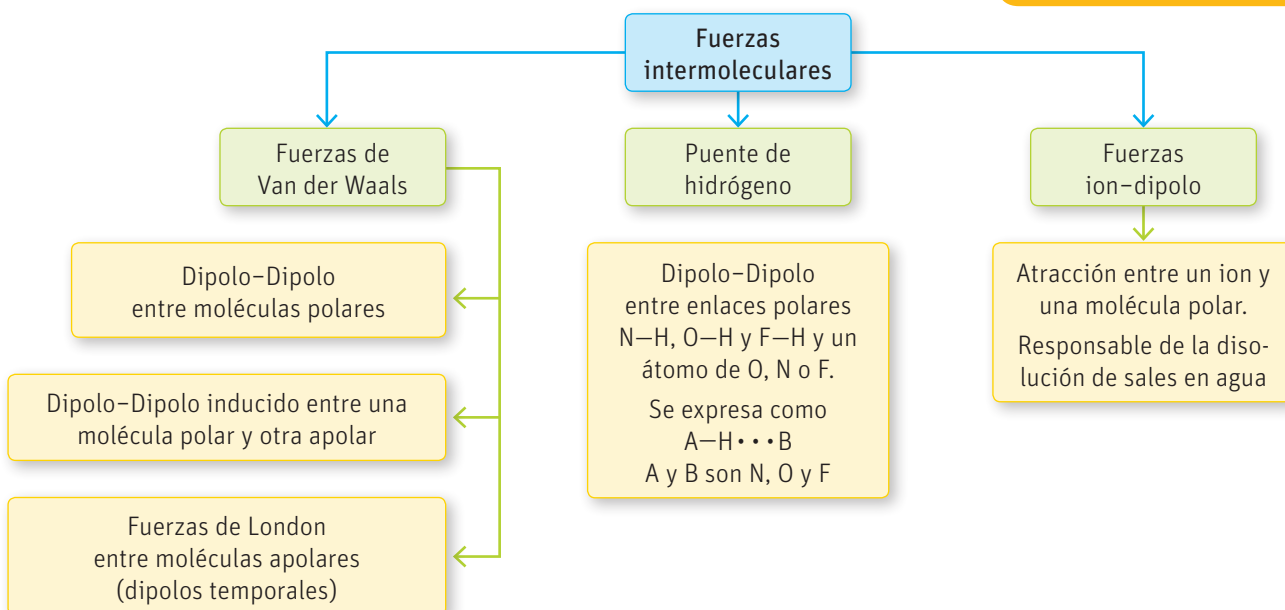 Fuerzas
intermoleculares
Fuerzas de
Van der Waals
Dipolo–Dipolo
entre moléculas polares
Dipolo–Dipolo inducido entre una
molécula polar y otra apolar
Fuerzas de London
entre moléculas apolares
(dipolos temporales)
Puente de
hidrógeno
Dipolo–Dipolo
entre enlaces polares
N—H, O—H y F—H y un
átomo de O, N o F.
Se expresa como
A—H···B
A y B son N, O y F
Fuerzas
ion–dipolo
Atracción entre un ion y
una molécula polar.
Responsable de la diso-
lución de sales en agua